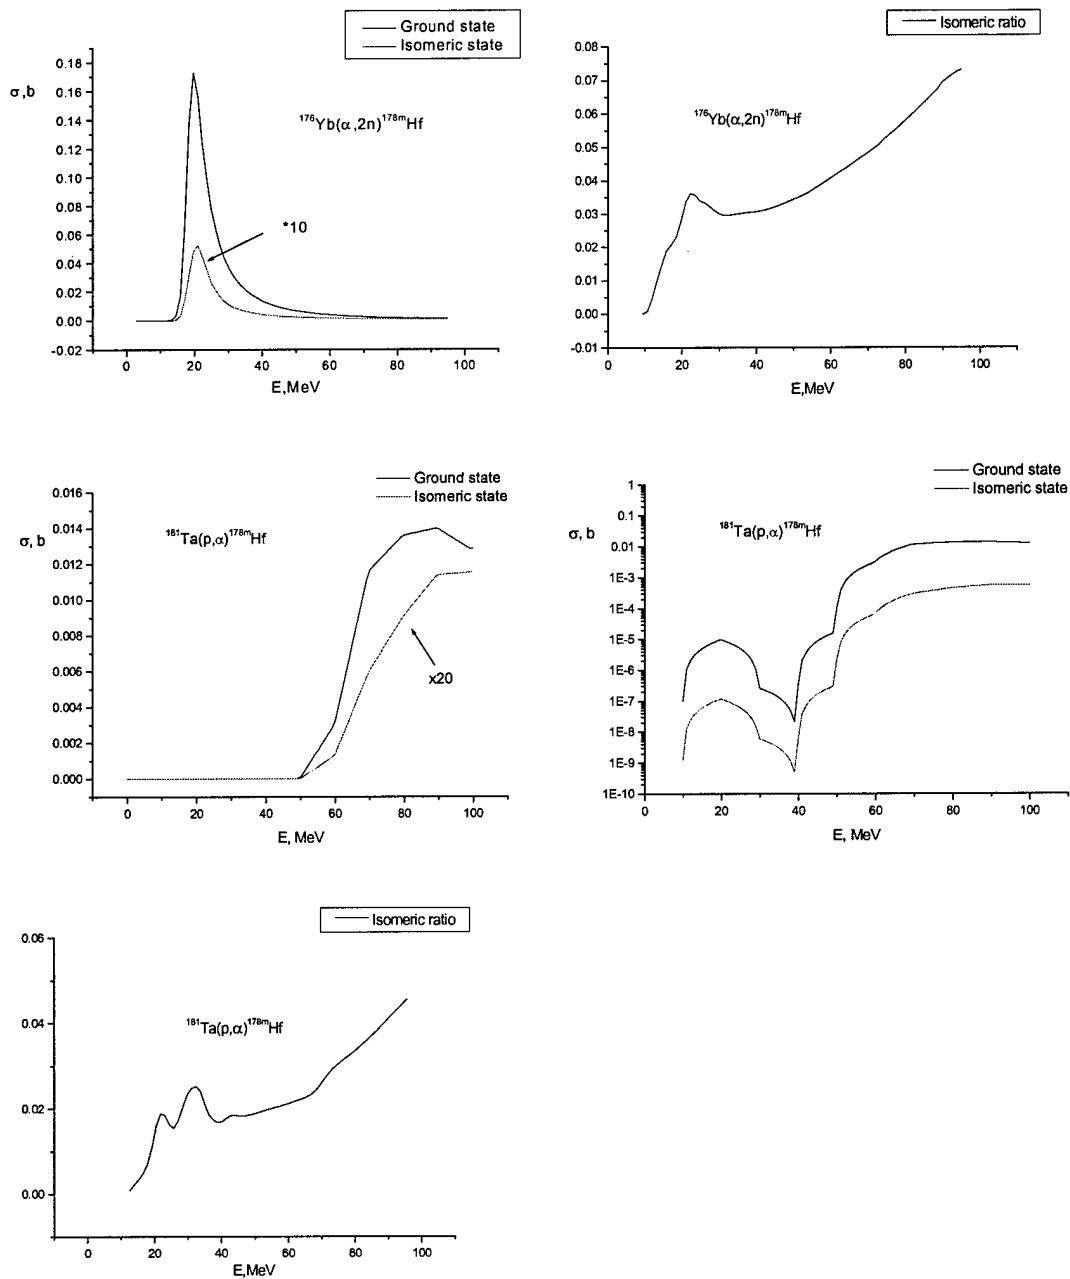 Ground state
Isomeric state
σ,b
0.18
0.16
0.14
0.12
0.10
0.08
0.06
0.04
0.02
0.00
-0.02
¹⁷⁶Yb(α,2n)¹⁷⁸ᵐHf
*10
0 20 40 60 80 100
E,MeV
Isomeric ratio
0.08
0.07
0.06
0.05
0.04
0.03
0.02
0.01
0.00
-0.01
¹⁷⁶Yb(α,2n)¹⁷⁸ᵐHf
0 20 40 60 80 100
E,MeV
Ground state
Isomeric state
σ, b
0.016
0.014
0.012
0.010
0.008
0.006
0.004
0.002
0.000
¹⁸¹Ta(p,α)¹⁷⁸ᵐHf
x20
0 20 40 60 80 100
E, MeV
Ground state
Isomeric state
σ, b
1
0.1
0.01
1E-3
1E-4
1E-5
1E-6
1E-7
1E-8
1E-9
1E-10
¹⁸¹Ta(p,α)¹⁷⁸ᵐHf
0 20 40 60 80 100
E, MeV
Isomeric ratio
0.06
0.04
0.02
0.00
¹⁸¹Ta(p,α)¹⁷⁸ᵐHf
0 20 40 60 80 100
E,MeV